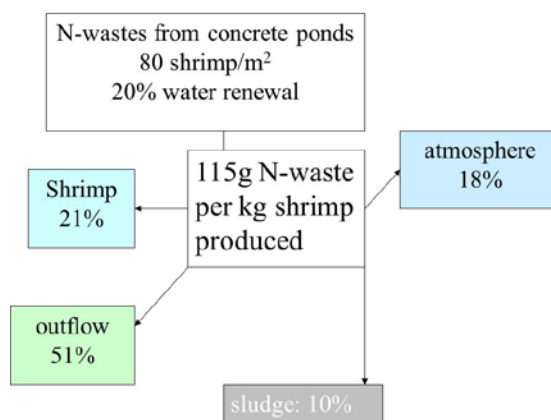 N-wastes from concrete ponds
80 shrimp/m²
20% water renewal
atmosphere
18%
115g N-waste
per kg shrimp
produced
Shrimp
21%
outflow
51%
sludge: 10%